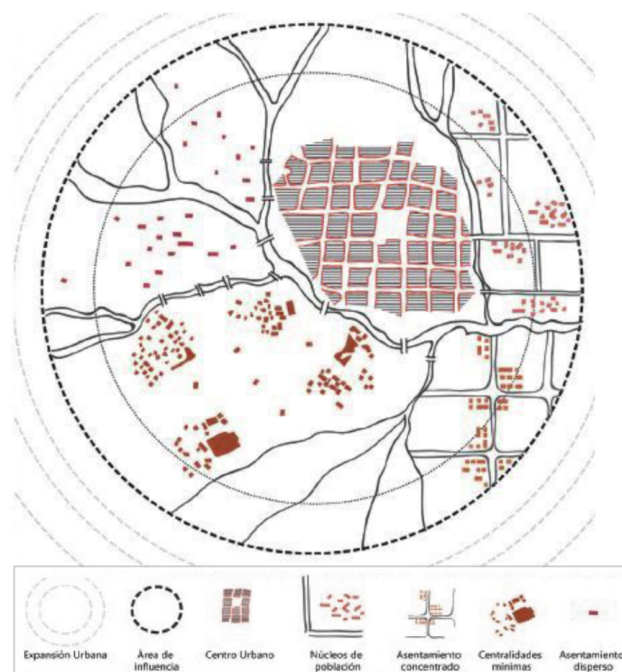 Expansión Urbana
Área de
influencia
Centro Urbano
Núcleos de
población
Asentamiento
concentrado
Centralidades
mínimas
Asentamiento
disperso